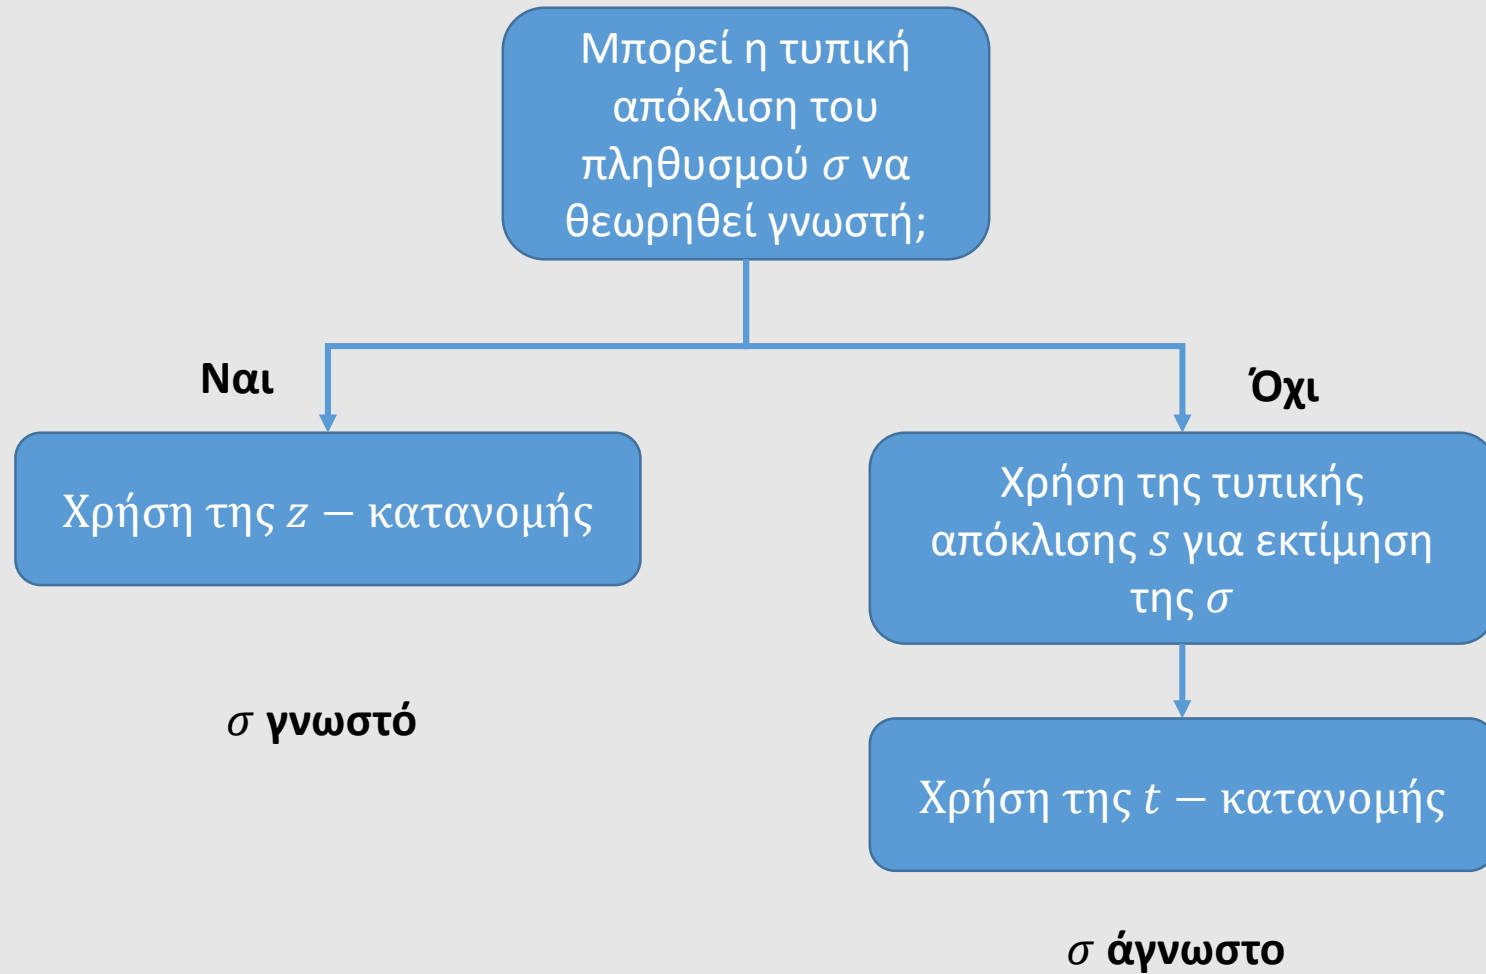 Μπορεί η τυπική
απόκλιση του
πληθυσμού σ να
θεωρηθεί γνωστή;
Ναι
Όχι
Χρήση της z − κατανομής
Χρήση της τυπικής
απόκλισης s για εκτίμηση
της σ
σ γνωστό
Χρήση της t − κατανομής
σ άγνωστο